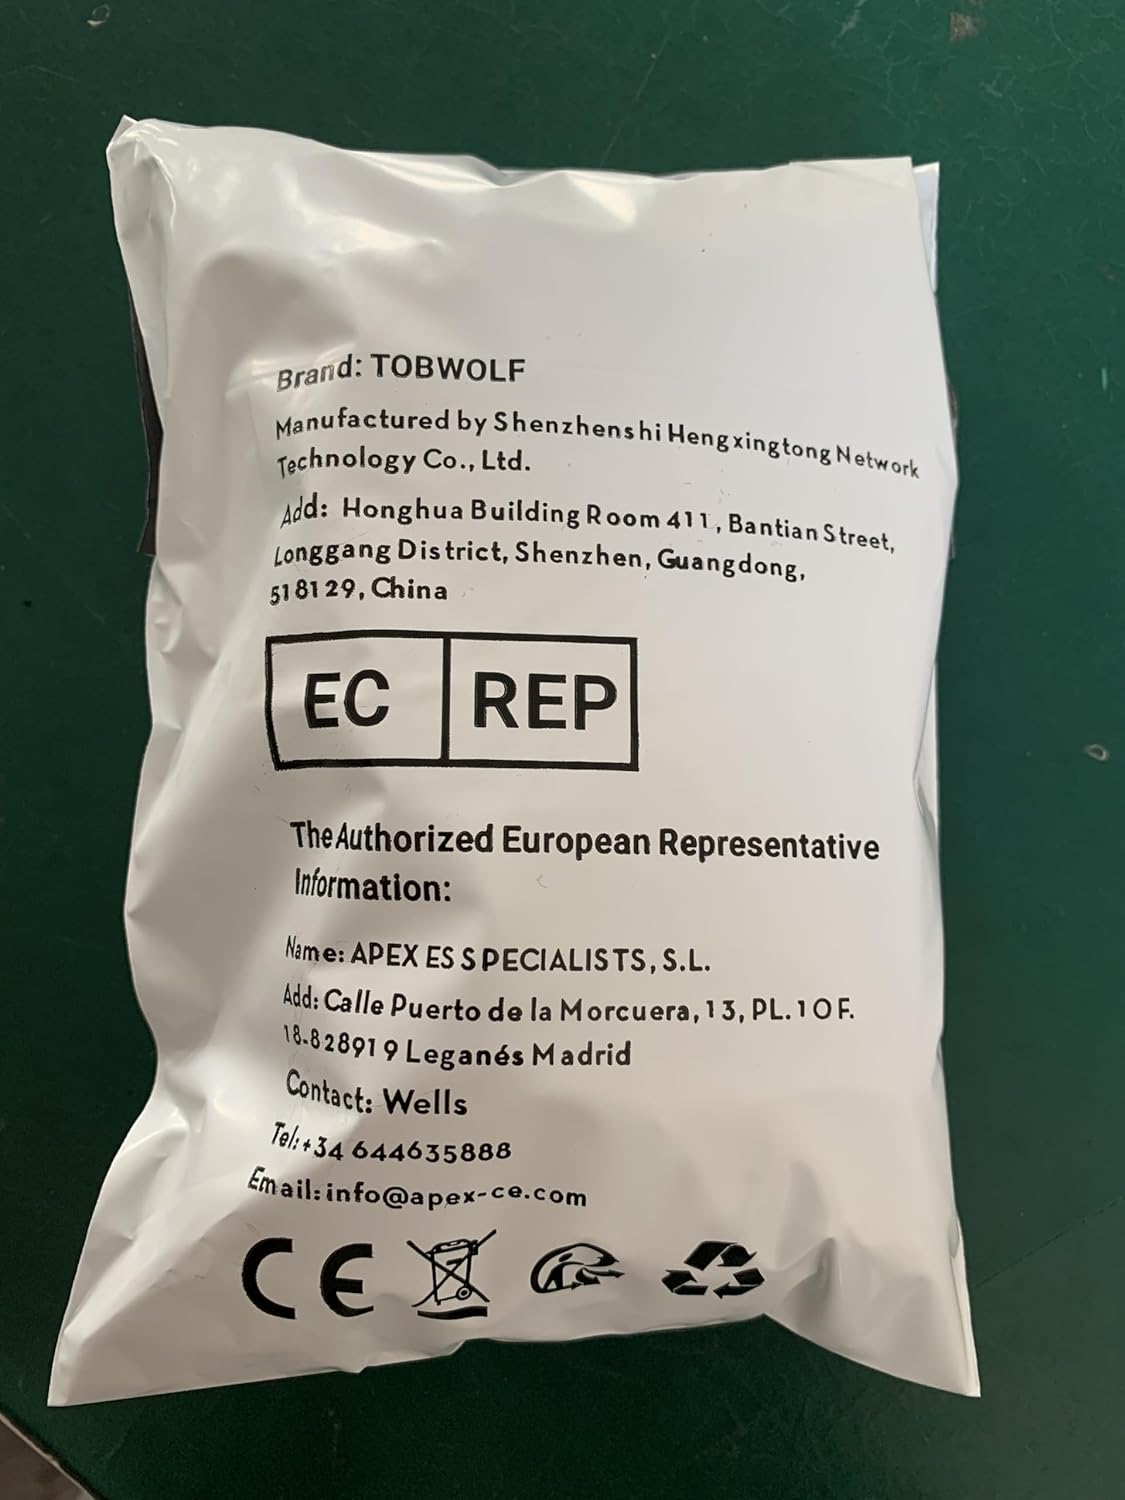 Brand: TOBWOLF
Manufactured by Shenzhenshi Hengxingtong Network
Technology Co., Ltd.
Add: Honghua Building Room 411, Bantian Street,
Longgang District, Shenzhen, Guangdong,
518129, China
EC REP
The Authorized European Representative
Information:
Name: APEX ES SPECIALISTS, S.L.
Add: Calle Puerto de la Morcuera, 13, PL. 1 OF.
18-828919 Leganés Madrid
Contact: Wells
Tel: +34 644635888
Email: info@apex-ce.com
CE